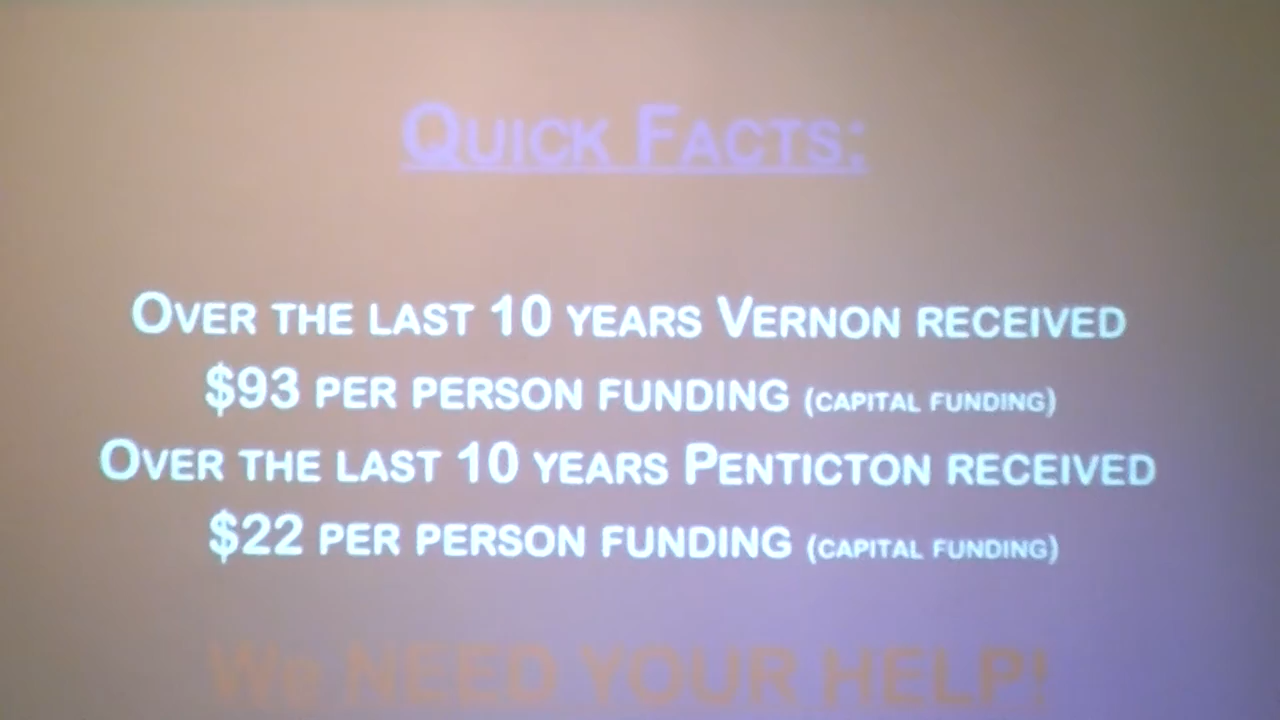 QUICK FACTS:
OVER THE LAST 10 YEARS VERNON RECEIVED
$93 PER PERSON FUNDING (CAPITAL FUNDING)
OVER THE LAST 10 YEARS PENTICTON RECEIVED
$22 PER PERSON FUNDING (CAPITAL FUNDING)
We NEED YOUR HELP!